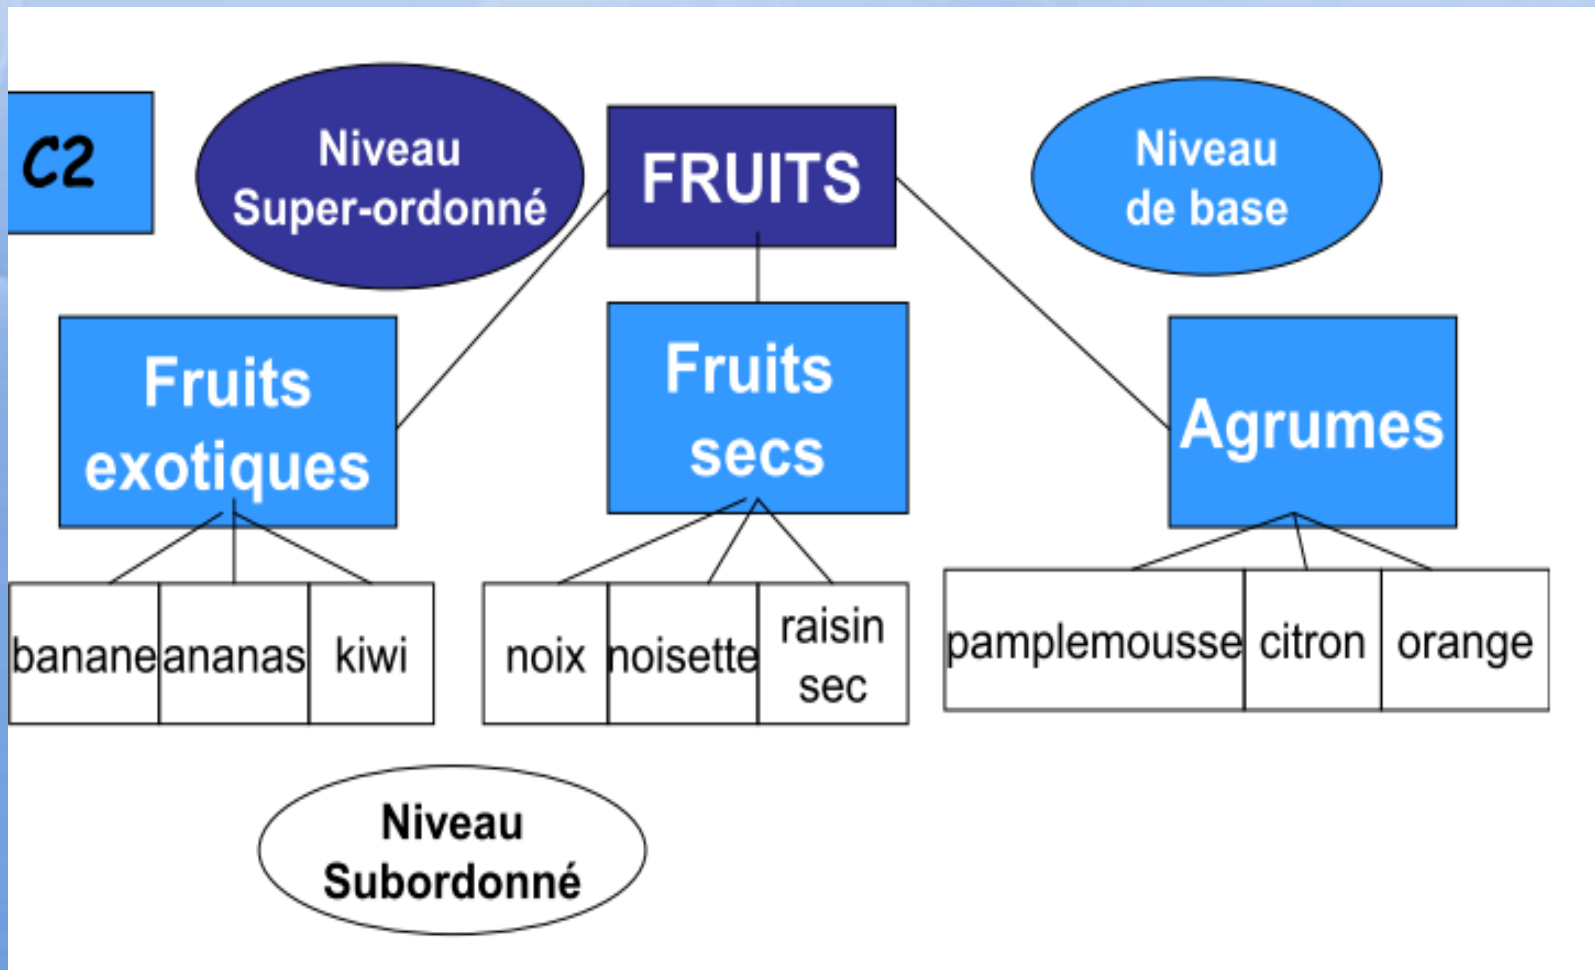 C2
Niveau
Super-ordonné
FRUITS
Niveau
de base
Fruits
exotiques
Fruits
secs
Agrumes
banane
ananas
kiwi
noix
noisette
raisin
sec
pamplemousse
citron
orange
Niveau
Subordonné